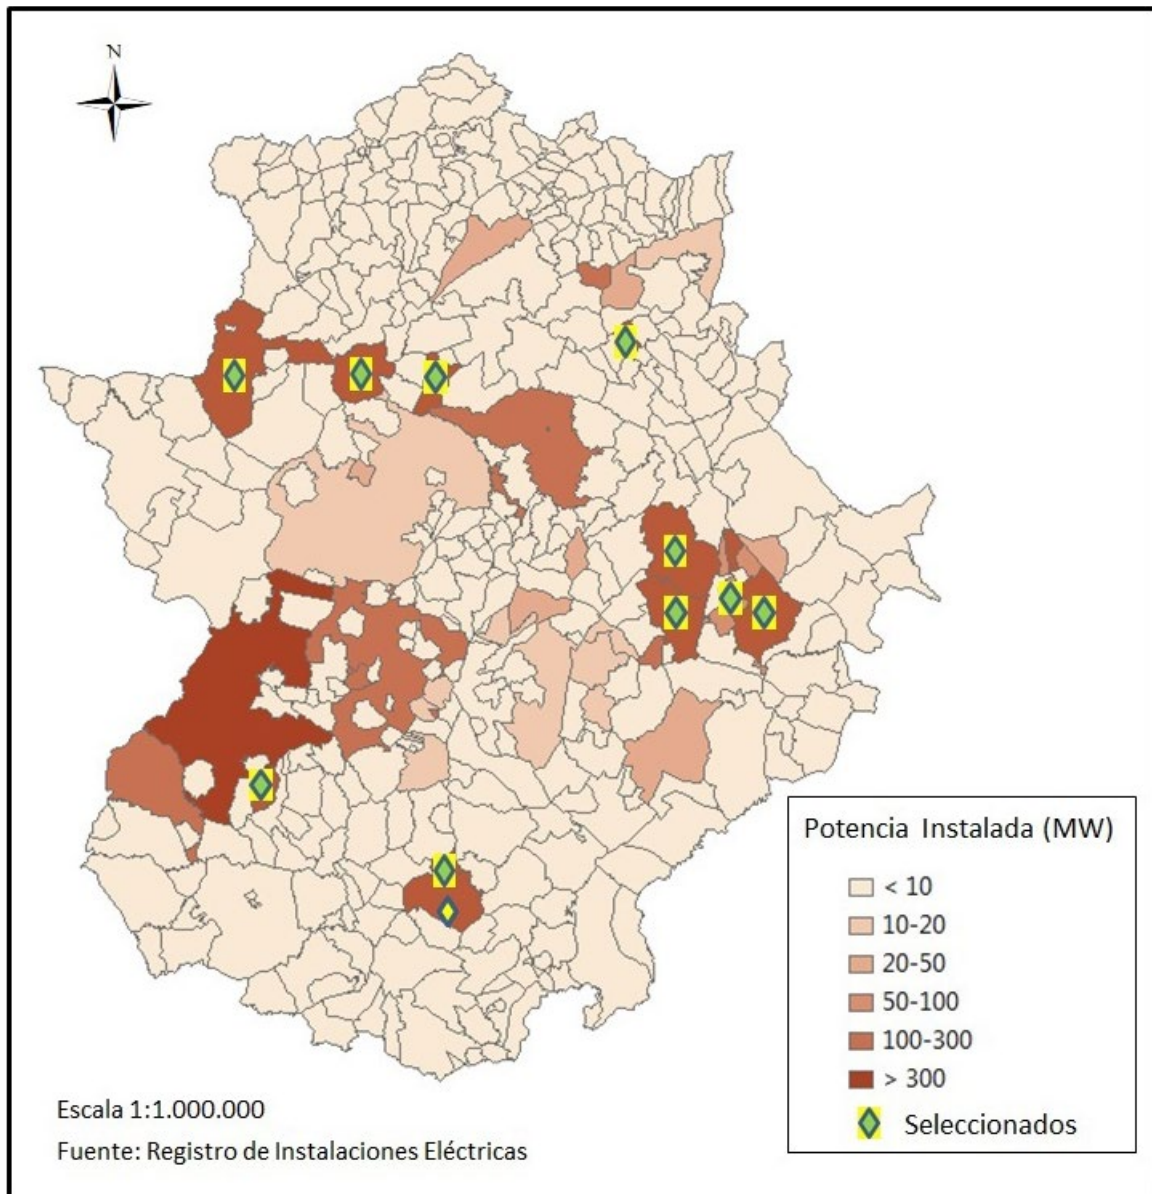 N
Potencia Instalada (MW)
< 10
10-20
20-50
50-100
100-300
> 300
Seleccionados
Escala 1:1.000.000
Fuente: Registro de Instalaciones Eléctricas